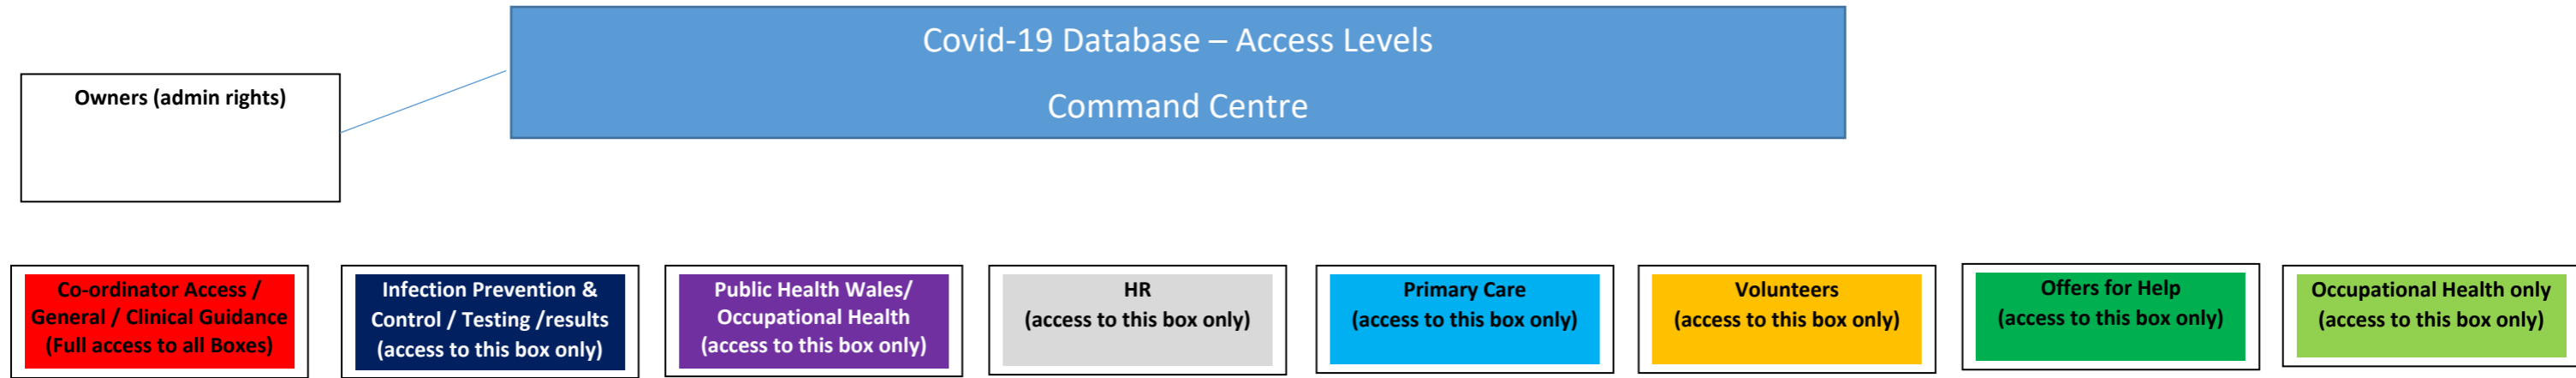 Covid-19 Database – Access Levels
Command Centre
Owners (admin rights)
Co-ordinator Access /
General / Clinical Guidance
(Full access to all Boxes)
Infection Prevention &
Control / Testing /results
(access to this box only)
Public Health Wales/
Occupational Health
(access to this box only)
HR
(access to this box only)
Primary Care
(access to this box only)
Volunteers
(access to this box only)
Offers for Help
(access to this box only)
Occupational Health only
(access to this box only)